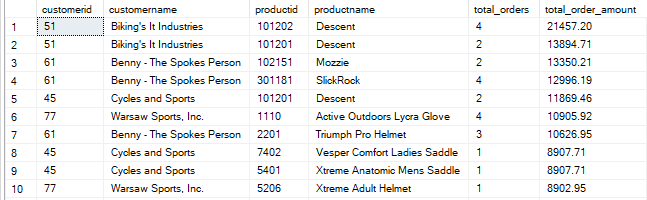 customerid customername productid productname total_orders total_order_amount
1 51 Biking's It Industries 101202 Descent 4 21457.20
2 51 Biking's It Industries 101201 Descent 2 13894.71
3 61 Benny - The Spokes Person 102151 Mozzie 2 13350.21
4 61 Benny - The Spokes Person 301181 SlickRock 4 12996.19
5 45 Cycles and Sports 101201 Descent 2 11869.46
6 77 Warsaw Sports, Inc. 1110 Active Outdoors Lycra Glove 4 10905.92
7 61 Benny - The Spokes Person 2201 Triumph Pro Helmet 3 10626.95
8 45 Cycles and Sports 7402 Vesper Comfort Ladies Saddle 1 8907.71
9 45 Cycles and Sports 5401 Xtreme Anatomic Mens Saddle 1 8907.71
10 77 Warsaw Sports, Inc. 5206 Xtreme Adult Helmet 1 8902.95